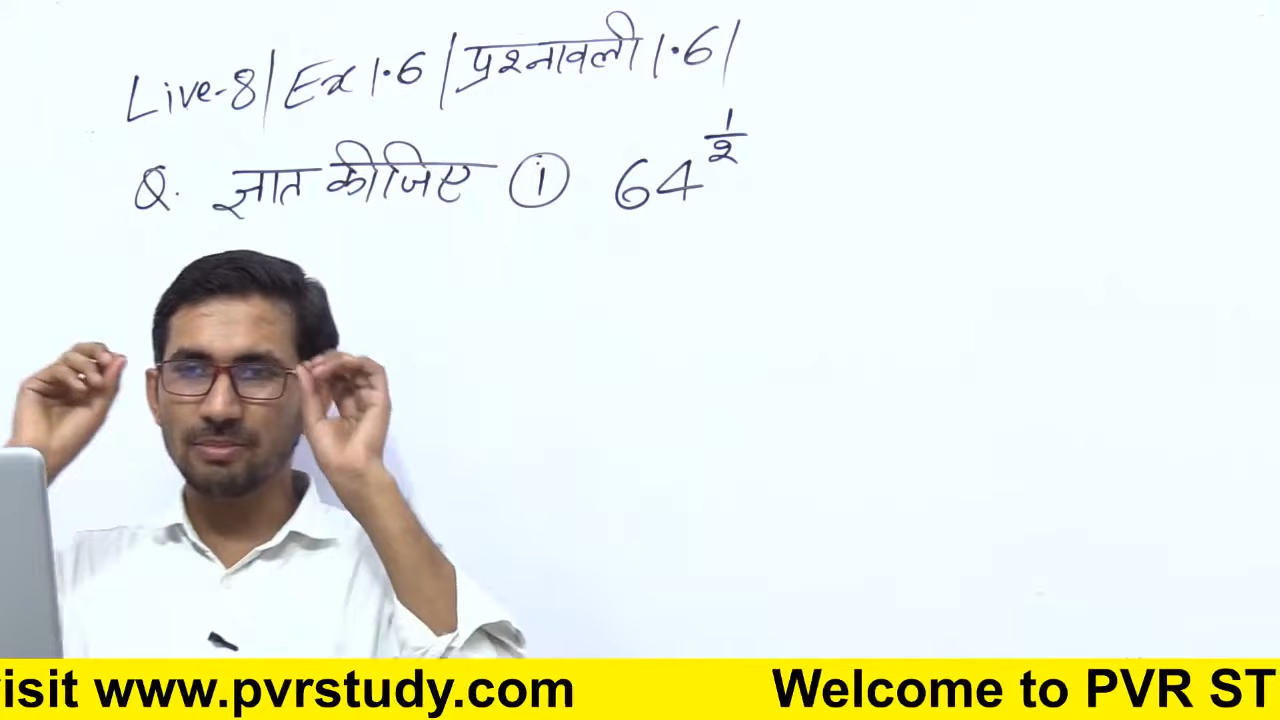 Live-8| Ex 1.6 | प्रश्नावली 1.6 |
Q. ज्ञात कीजिए (i) 64^{1/2}
isit www.pvrstudy.com Welcome to PVR ST